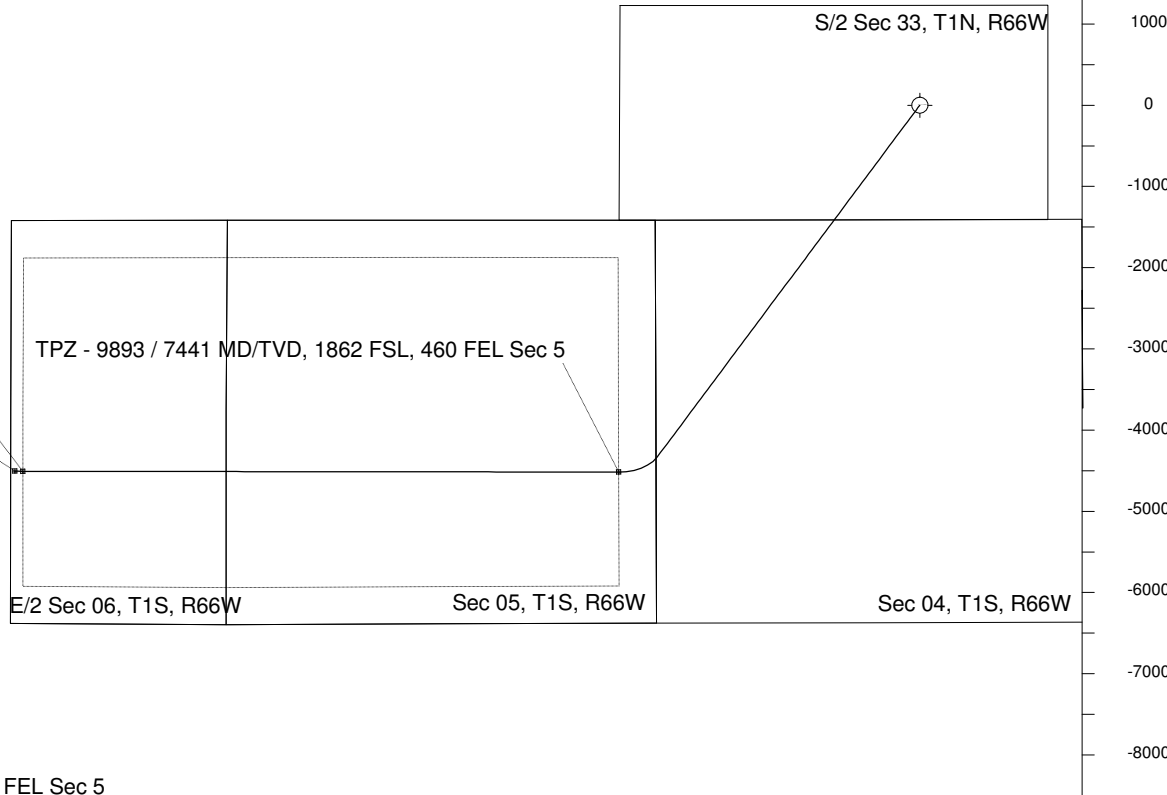 S/2 Sec 33, T1N, R66W
1000
0
-1000
-2000
-3000
TPZ - 9893 / 7441 MD/TVD, 1862 FSL, 460 FEL Sec 5
-4000
-5000
-6000
E/2 Sec 06, T1S, R66W
Sec 05, T1S, R66W
Sec 04, T1S, R66W
-7000
-8000
FEL Sec 5